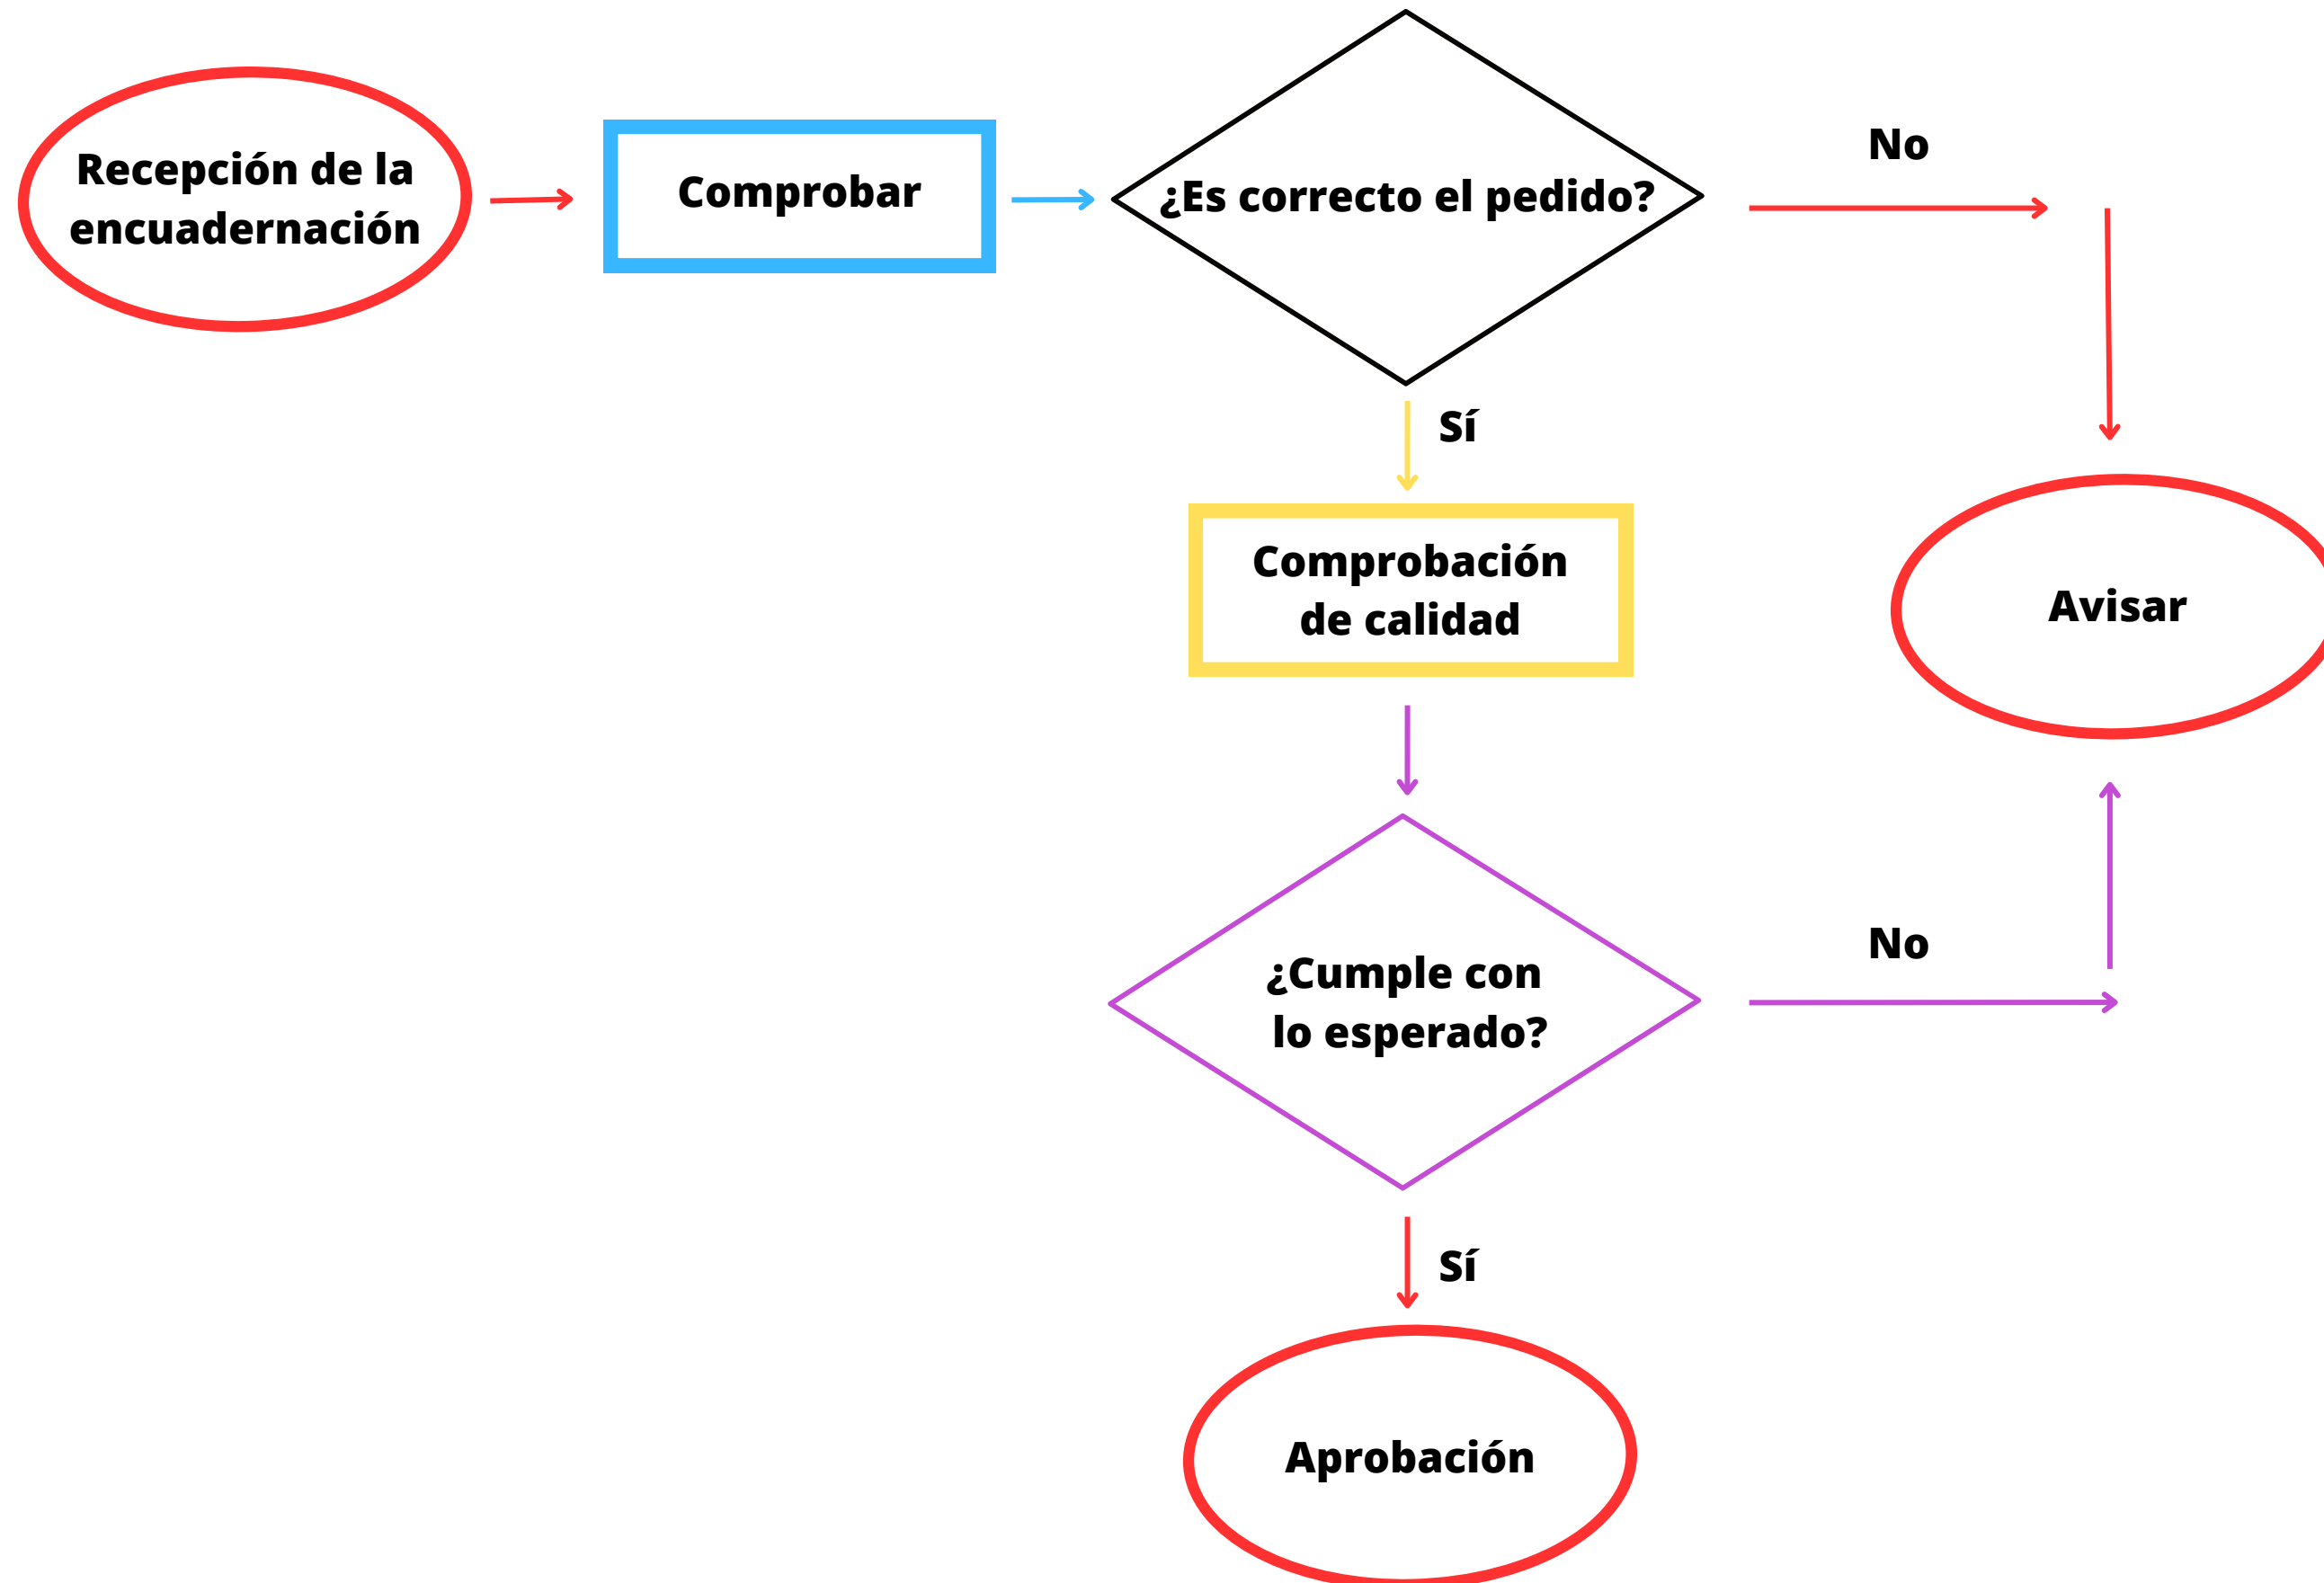 Recepción de la
encuadernación
Comprobar
¿Es correcto el pedido?
No
Sí
Comprobación
de calidad
Avisar
¿Cumple con
lo esperado?
No
Sí
Aprobación